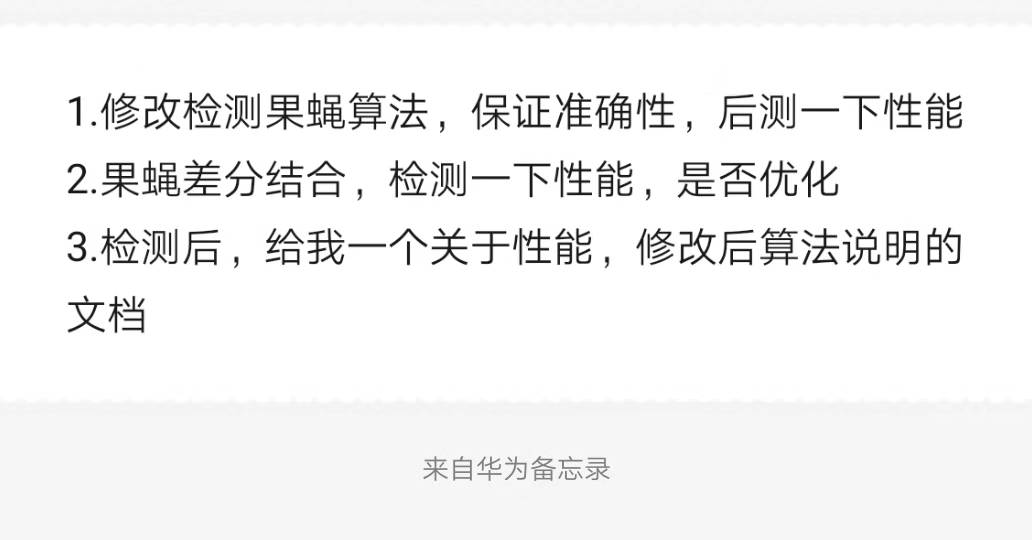 1.修改检测果蝇算法，保证准确性，后测一下性能
2.果蝇差分结合，检测一下性能，是否优化
3.检测后，给我一个关于性能，修改后算法说明的
文档
来自华为备忘录